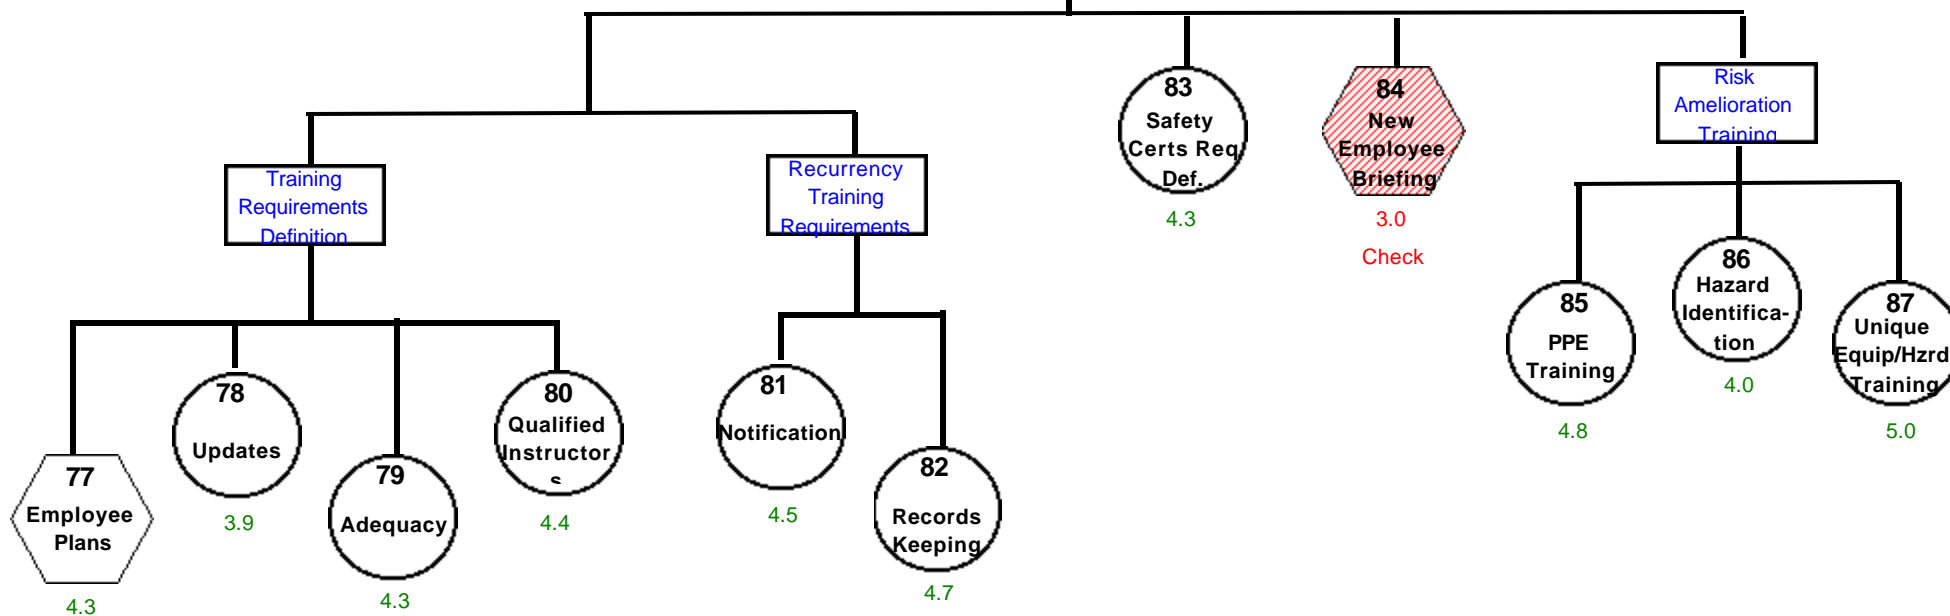 83
Safety
Certs Req
Def.
4.3
84
New
Employee
Briefing
3.0
Check
Risk
Amelioration
Training
Training
Requirements
Definition
Recurrency
Training
Requirements
77
Employee
Plans
4.3
78
Updates
3.9
79
Adequacy
4.3
80
Qualified
Instructor
s
4.4
81
Notification
4.5
82
Records
Keeping
4.7
85
PPE
Training
4.8
86
Hazard
Identifica-
tion
4.0
87
Unique
Equip/Hzrd
Training
5.0